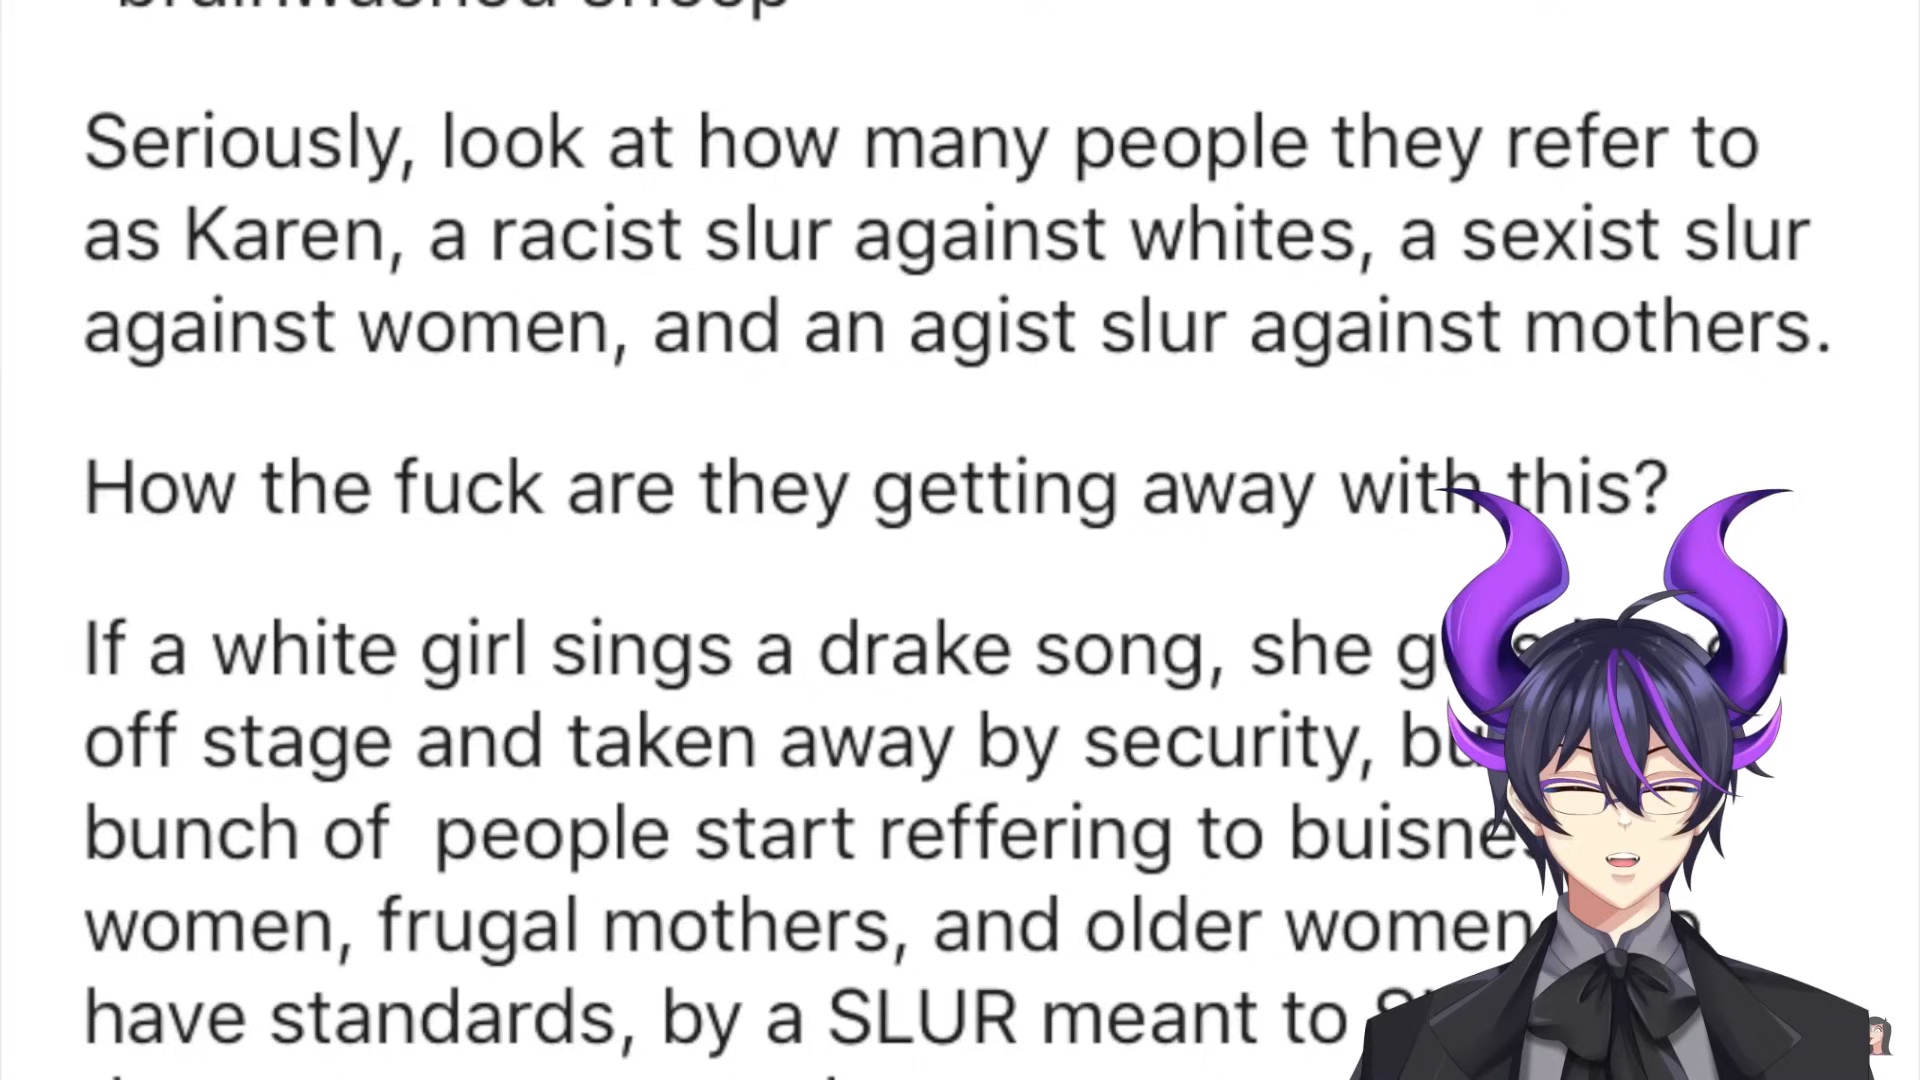 Seriously, look at how many people they refer to
as Karen, a racist slur against whites, a sexist slur
against women, and an agist slur against mothers.
How the fuck are they getting away with this?
If a white girl sings a drake song, she
off stage and taken away by security,
bunch of people start reffering to
women, frugal mothers, and older women
have standards, by a SLUR meant to